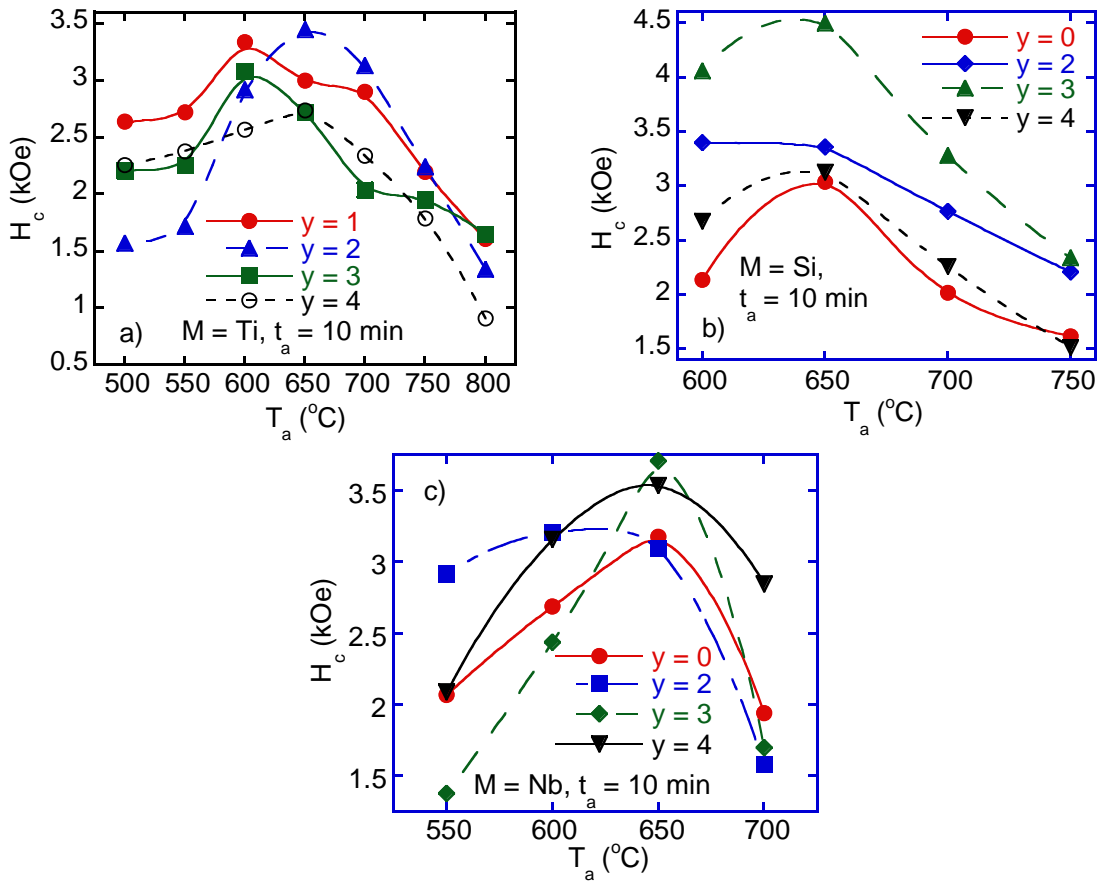 3.5
3
2.5
2
1.5
1
0.5
H_c (kOe)
y = 1
y = 2
y = 3
y = 4
a)
M = Ti, t_a = 10 min
500 550 600 650 700 750 800
T_a (°C)
4.5
4
3.5
3
2.5
2
1.5
H_c (kOe)
y = 0
y = 2
y = 3
y = 4
M = Si,
t_a = 10 min
b)
600 650 700 750
T_a (°C)
3.5
3
2.5
2
1.5
H_c (kOe)
c)
y = 0
y = 2
y = 3
y = 4
M = Nb, t_a = 10 min
550 600 650 700
T_a (°C)